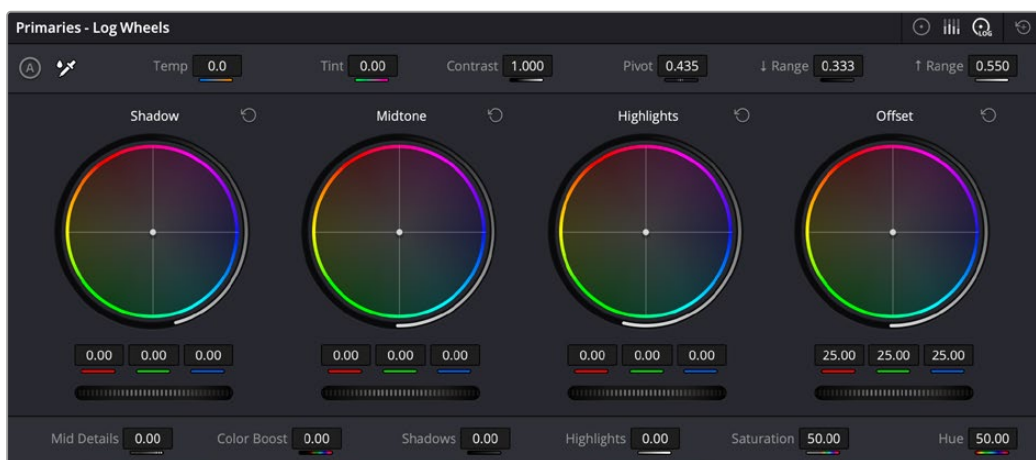 Primaries - Log Wheels
LOG
A Temp 0.0 Tint 0.00 Contrast 1.000 Pivot 0.435 ↓ Range 0.333 ↑ Range 0.550
Shadow Midtone Highlights Offset
0.00 0.00 0.00 0.00 0.00 0.00 0.00 0.00 0.00 25.00 25.00 25.00
Mid Details 0.00 Color Boost 0.00 Shadows 0.00 Highlights 0.00 Saturation 50.00 Hue 50.00